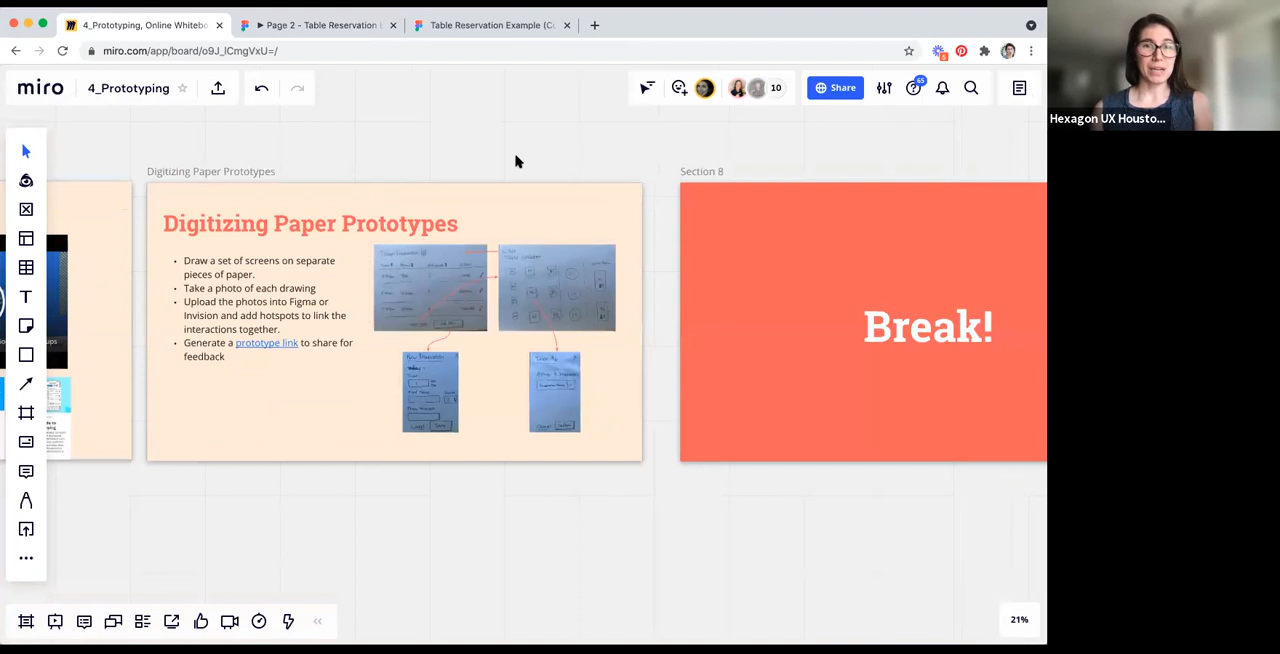 4_Prototyping, Online Whitebo
Page 2 - Table Reservation
Table Reservation Example (Co
miro.com/app/board/o9J_lCmgVxU=/
miro
4_Prototyping
10
Share
65
Hexagon UX Housto...
Digitizing Paper Prototypes
Section 8
Digitizing Paper Prototypes
Draw a set of screens on separate
pieces of paper.
Take a photo of each drawing
Upload the photos into Figma or
Invision and add hotspots to link the
interactions together.
Generate a prototype link to share for
feedback
Break!
21%